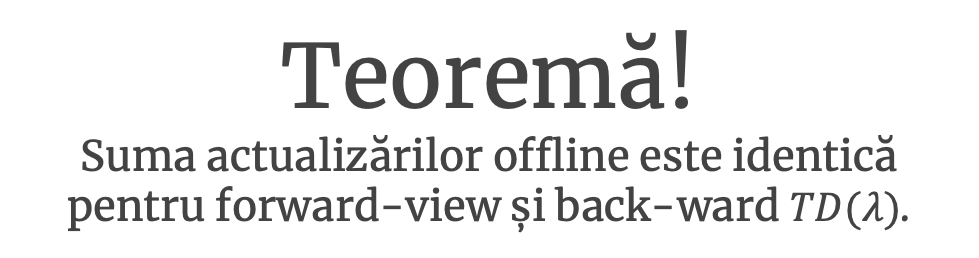 Teoremă!
Suma actualizărilor offline este identică
pentru forward-view și back-ward TD(λ).